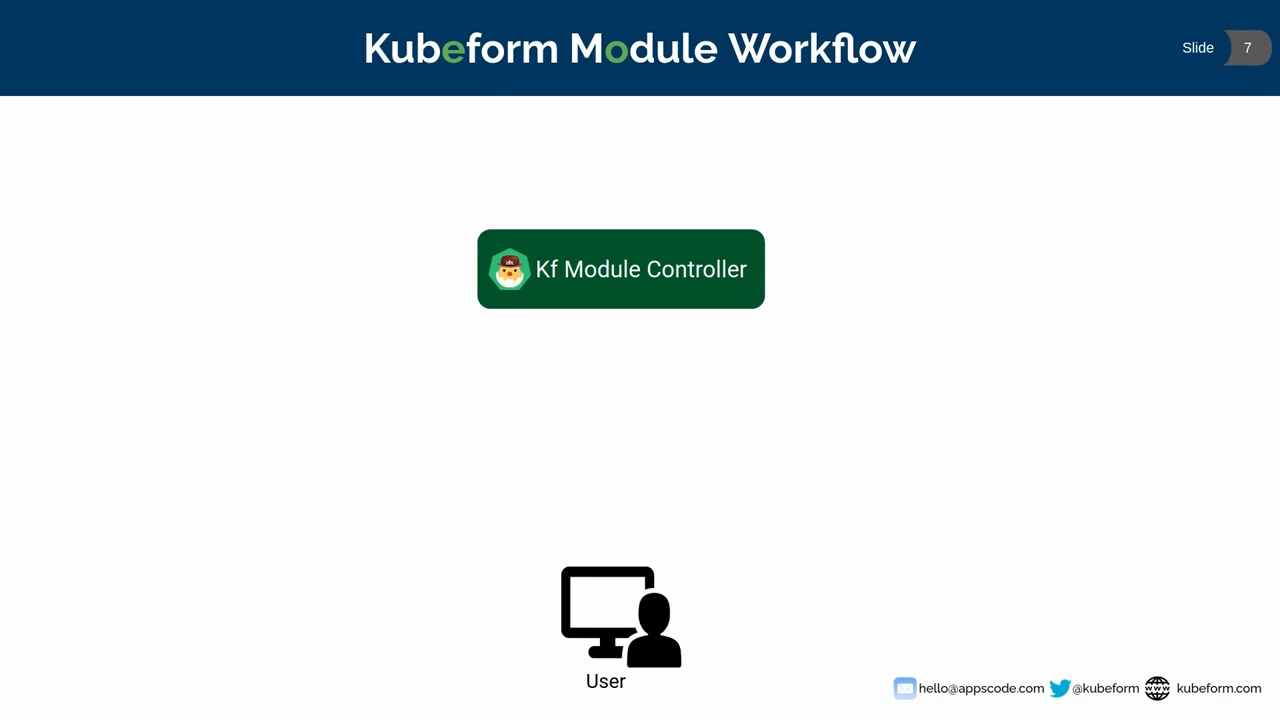 Kubeform Module Workflow
Slide 7
Kf Module Controller
User
hello@appscode.com @kubeform kubeform.com